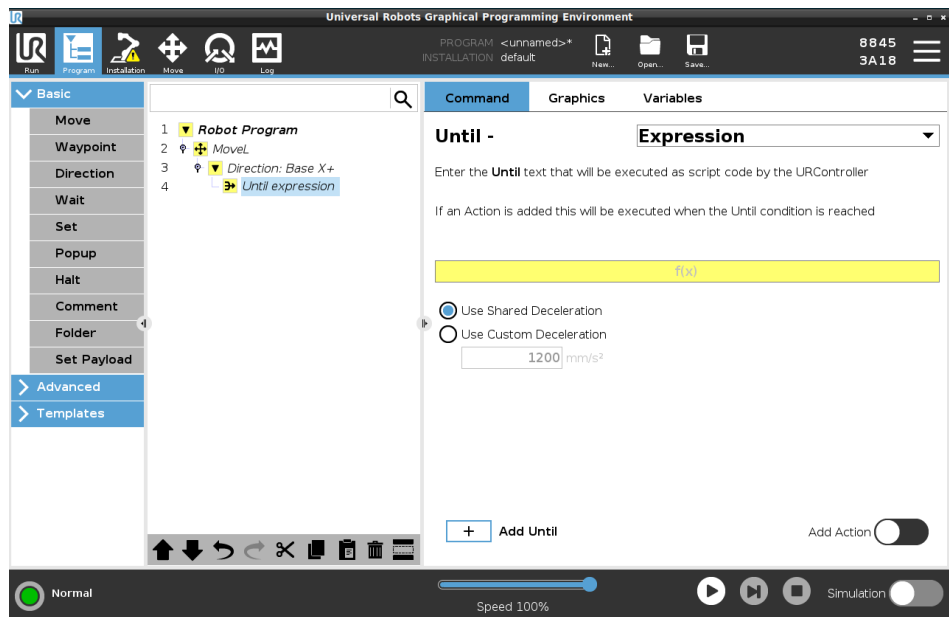 Universal Robots Graphical Programming Environment
UR
Run
Program
Installation
Move
I/O
Log
PROGRAM <unnamed>*
INSTALLATION default
New...
Open...
Save...
8845
3A18
Basic
Move
Waypoint
Direction
Wait
Set
Popup
Halt
Comment
Folder
Set Payload
Advanced
Templates
1 Robot Program
2 MoveL
3 Direction: Base X+
4 Until expression
Command Graphics Variables
Until - Expression
Enter the Until text that will be executed as script code by the URController
If an Action is added this will be executed when the Until condition is reached
f(x)
Use Shared Deceleration
Use Custom Deceleration
1200 mm/s²
+ Add Until
Add Action
Normal
Speed 100%
Simulation